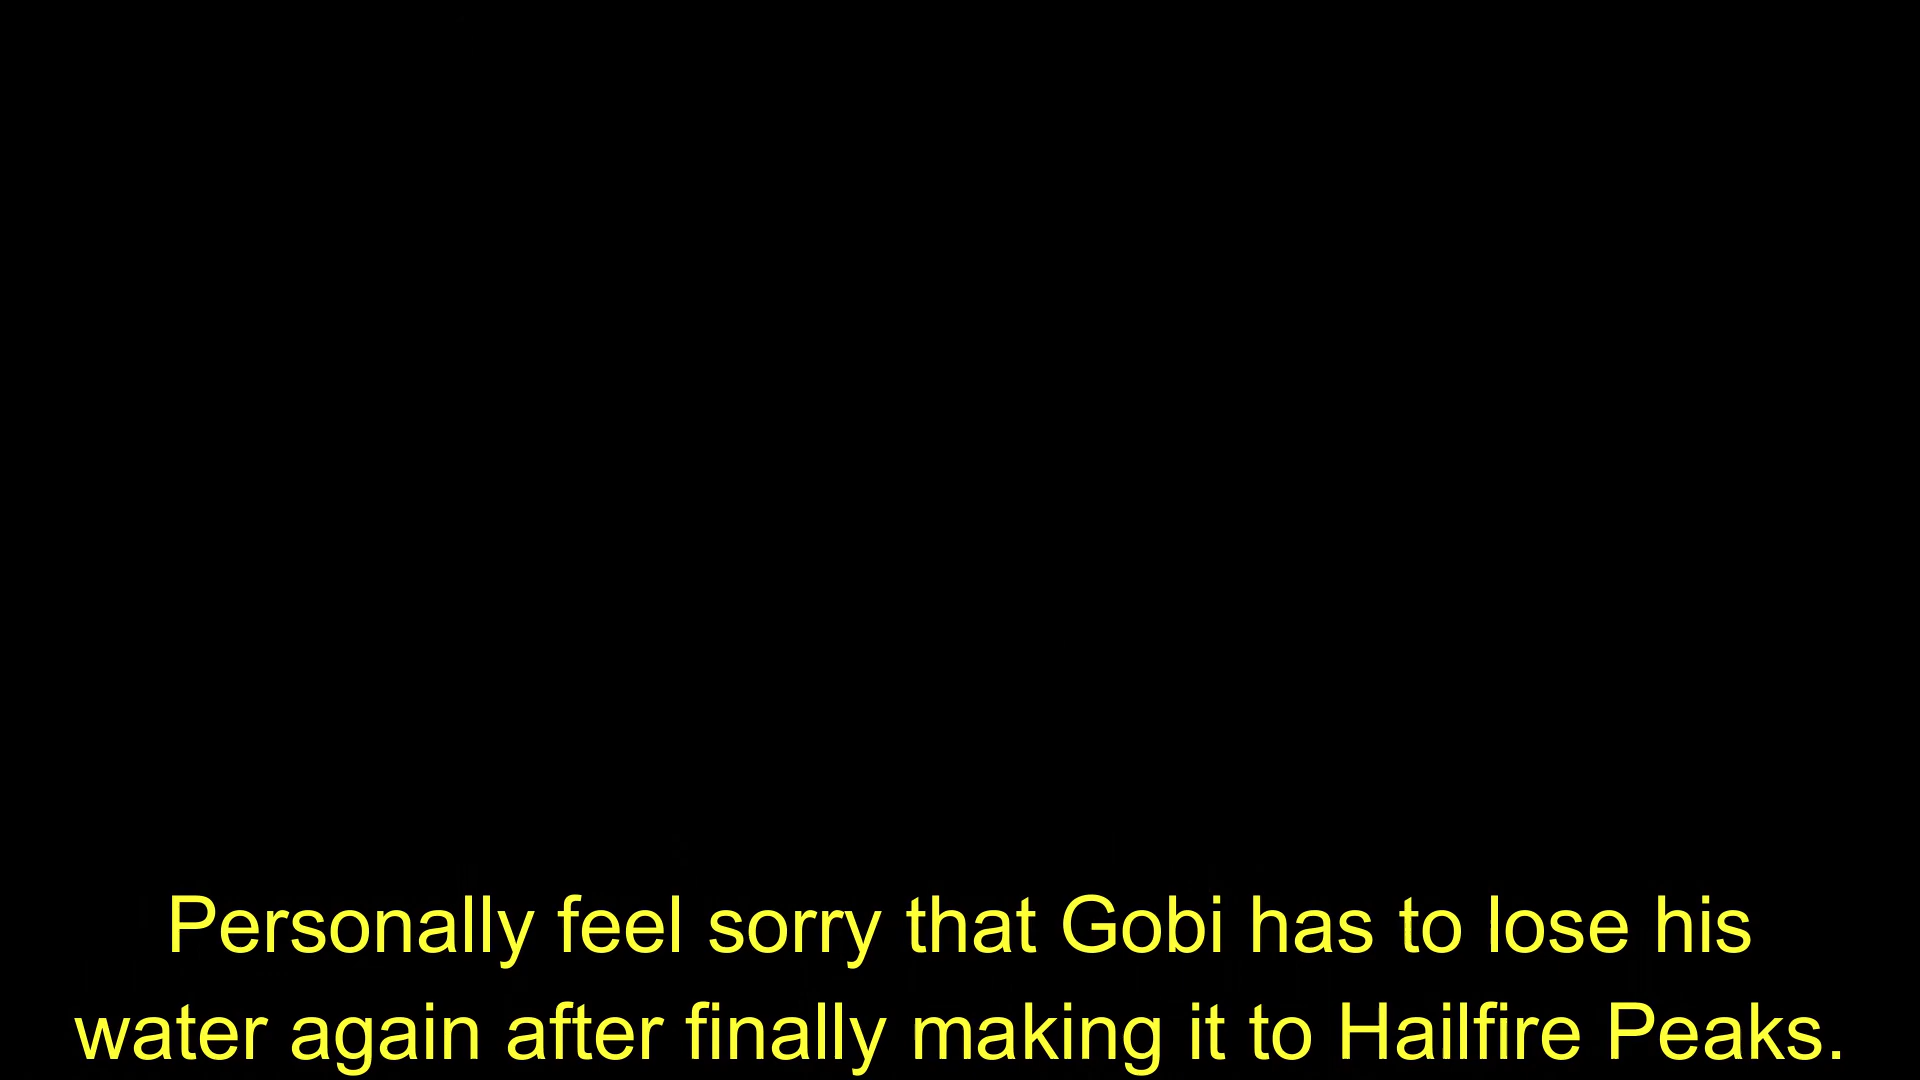 Personally feel sorry that Gobi has to lose his
water again after finally making it to Hailfire Peaks.